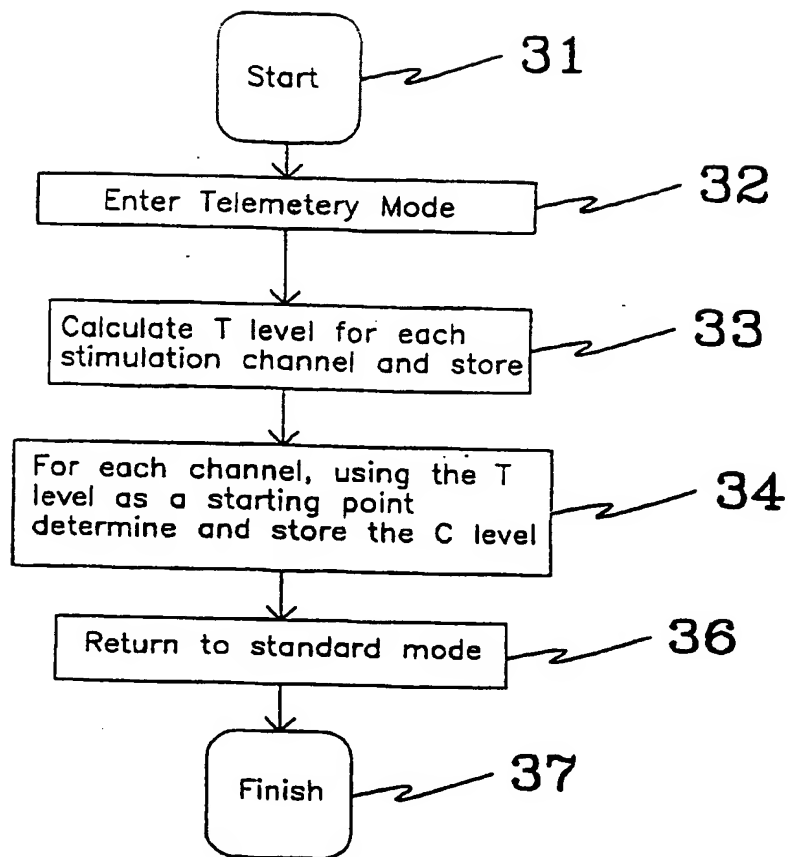 Start
31
Enter Telemetery Mode
32
Calculate T level for each
stimulation channel and store
33
For each channel, using the T
level as a starting point
determine and store the C level
34
Return to standard mode
36
Finish
37